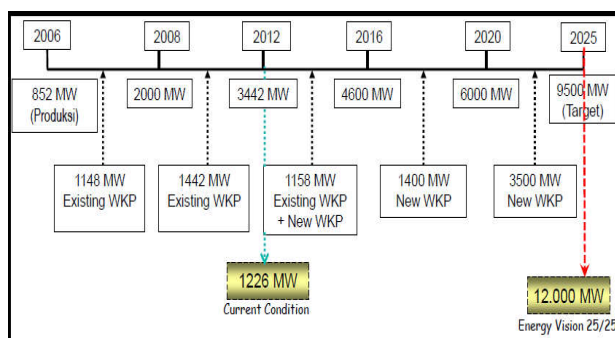 2006
2008
2012
2016
2020
2025
852 MW
(Produksi)
2000 MW
3442 MW
4600 MW
6000 MW
9500 MW
(Target)
1148 MW
Existing WKP
1442 MW
Existing WKP
1158 MW
Existing WKP
+ New WKP
1400 MW
New WKP
3500 MW
New WKP
1226 MW
Current Condition
12.000 MW
Energy Vision 25/25